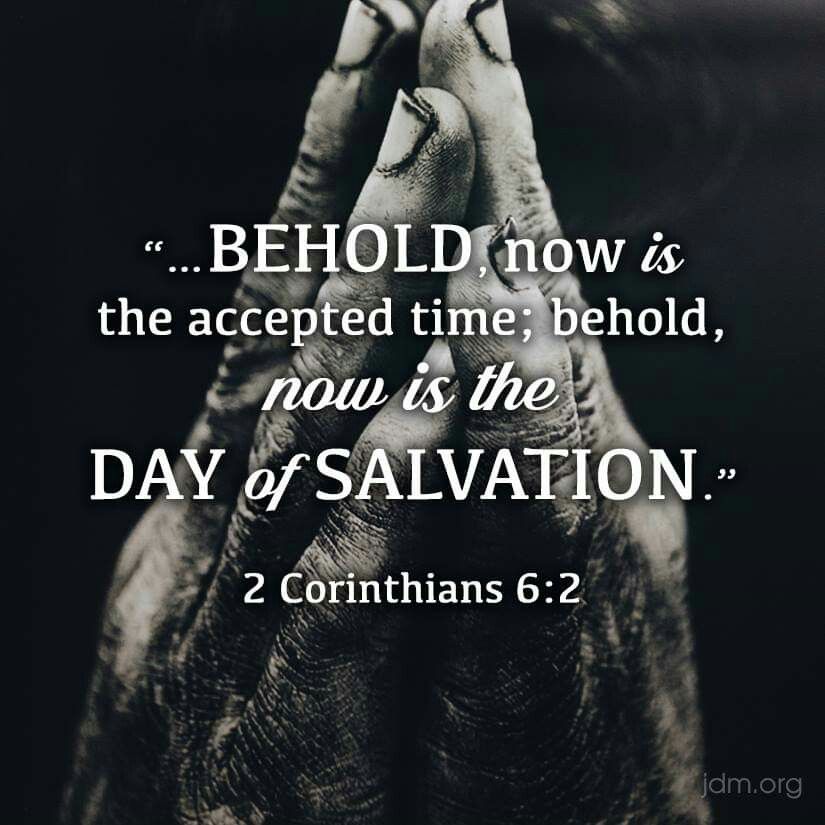 “...BEHOLD, now is
the accepted time; behold,
now is the
DAY of SALVATION.”
2 Corinthians 6:2
jdm.org